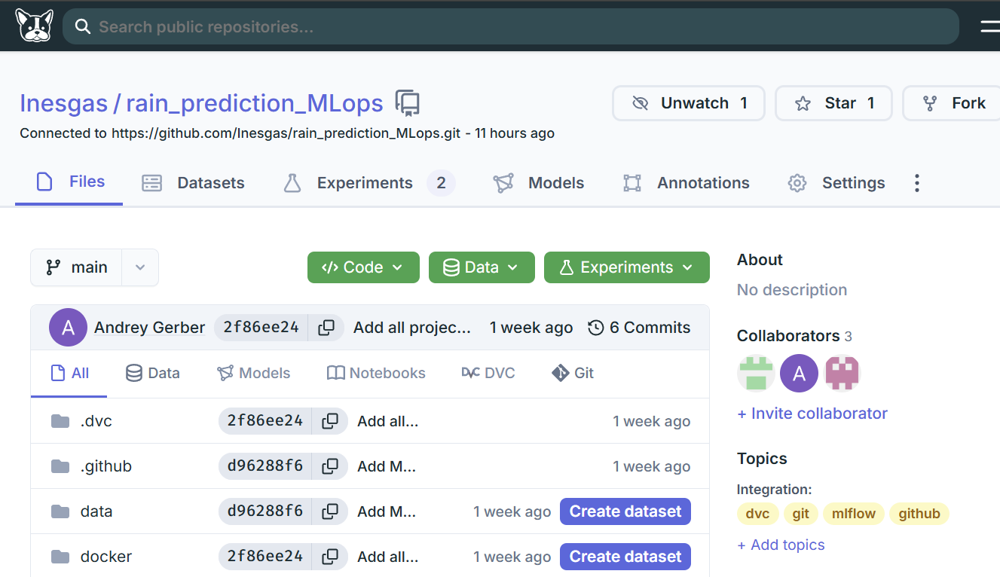 Search public repositories...
Inesgas / rain_prediction_MLops
Unwatch 1
Star 1
Fork
Connected to https://github.com/Inesgas/rain_prediction_MLops.git - 11 hours ago
Files Datasets Experiments 2 Models Annotations Settings
main
Code Data Experiments
A Andrey Gerber 2f86ee24 Add all projec... 1 week ago 6 Commits
All Data Models Notebooks DVC DVC Git
.dvc 2f86ee24 Add all... 1 week ago
.github d96288f6 Add M... 1 week ago
data d96288f6 Add M... 1 week ago Create dataset
docker 2f86ee24 Add all... 1 week ago Create dataset
About
No description
Collaborators 3
A
+ Invite collaborator
Topics
Integration:
dvc git mlflow github
+ Add topics